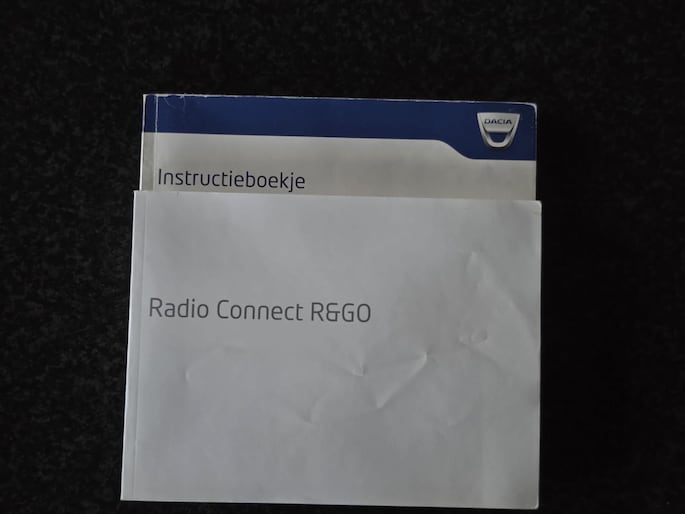 DACIA
Instructieboekje
Radio Connect R&GO